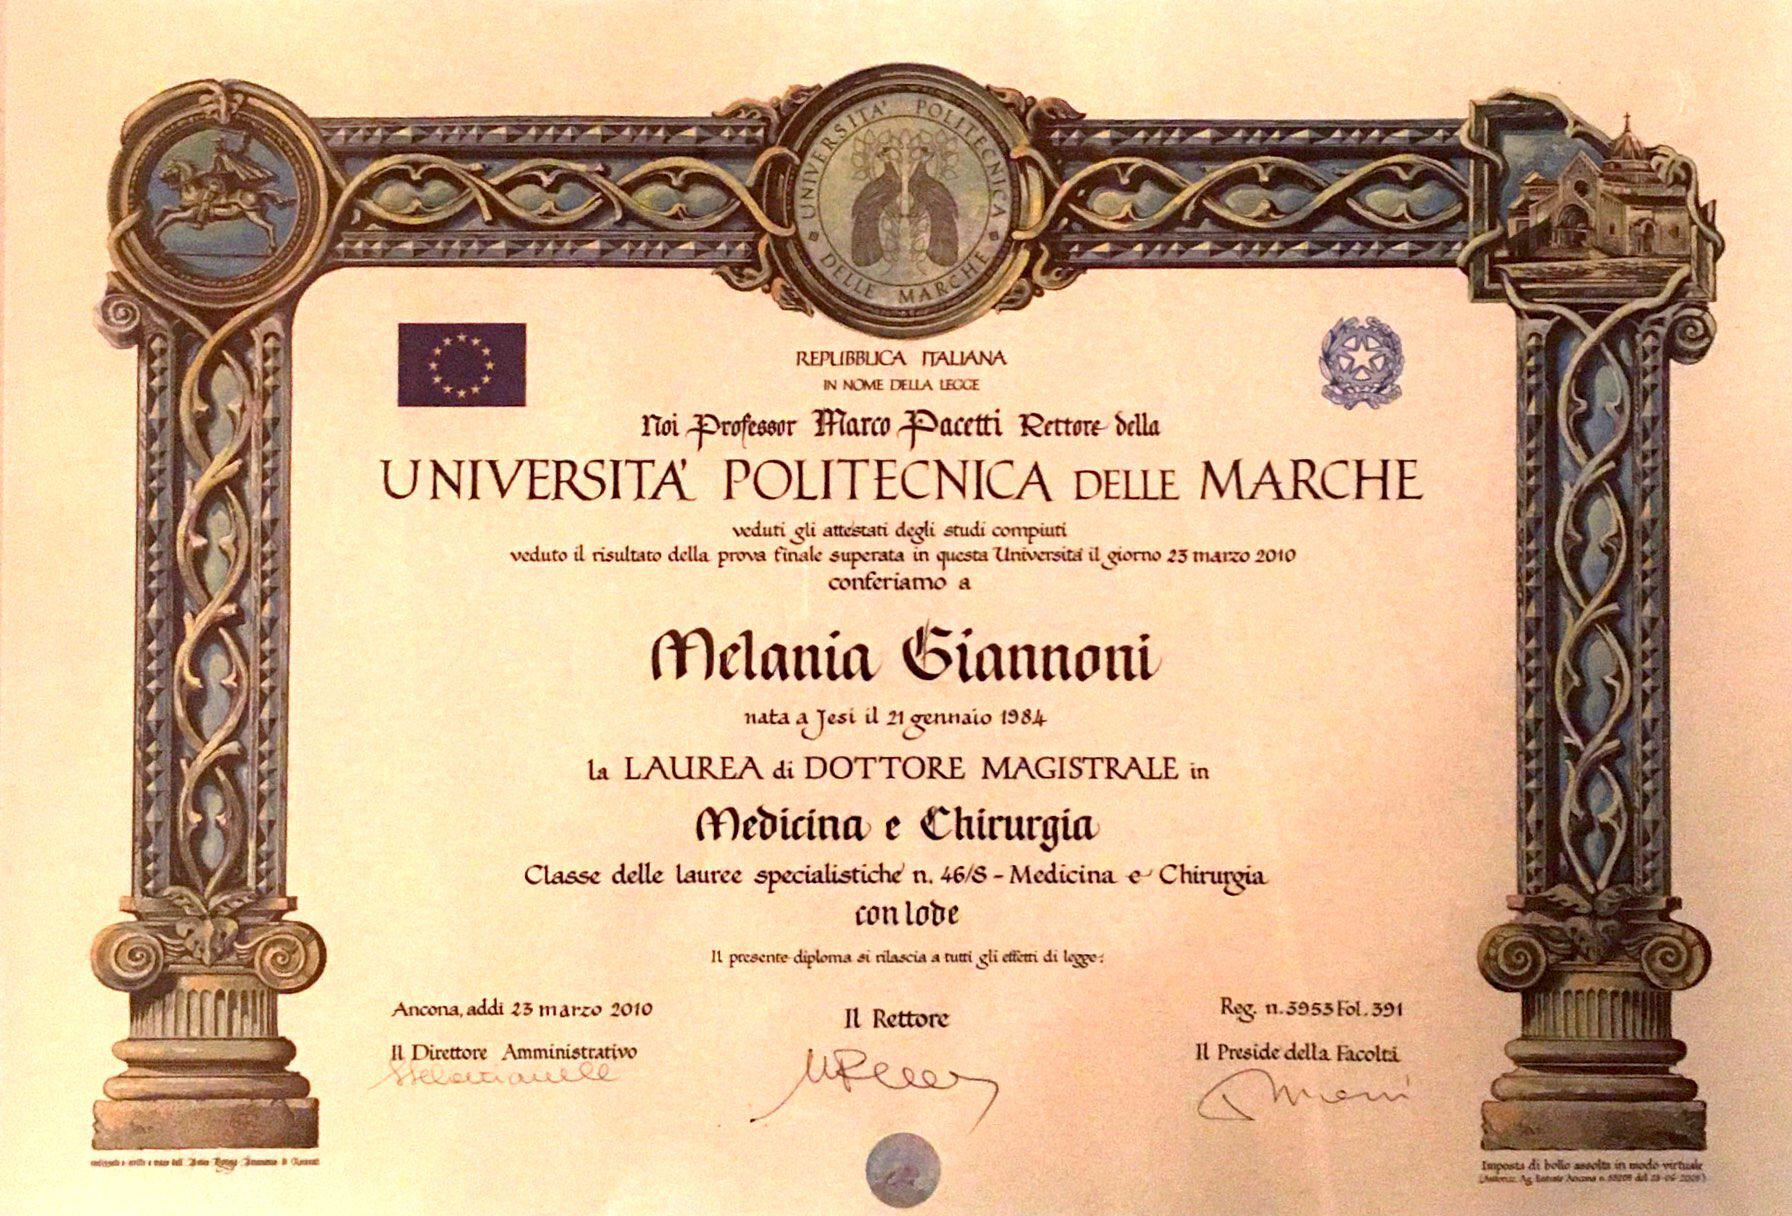 UNIVERSITA' POLITECNICA
DELLE MARCHE
REPUBBLICA ITALIANA
IN NOME DELLA LEGGE
Noi Professor Marco Pacetti Rettore della
UNIVERSITA' POLITECNICA DELLE MARCHE
veduti gli attestati degli studi compiuti
veduto il risultato della prova finale superata in questa Università il giorno 23 marzo 2010
conferiamo a
Melania Giannoni
nata a Jesi il 21 gennaio 1984
la LAUREA di DOTTORE MAGISTRALE in
Medicina e Chirurgia
Classe delle lauree specialistiche n. 46/S - Medicina e Chirurgia
con lode
Il presente diploma si rilascia a tutti gli effetti di legge.
Ancona, addì 23 marzo 2010
Il Rettore
Reg. n. 3953 Fol. 391
Il Direttore Amministrativo
Il Preside della Facoltà
Imposta di bollo assolta in modo virtuale